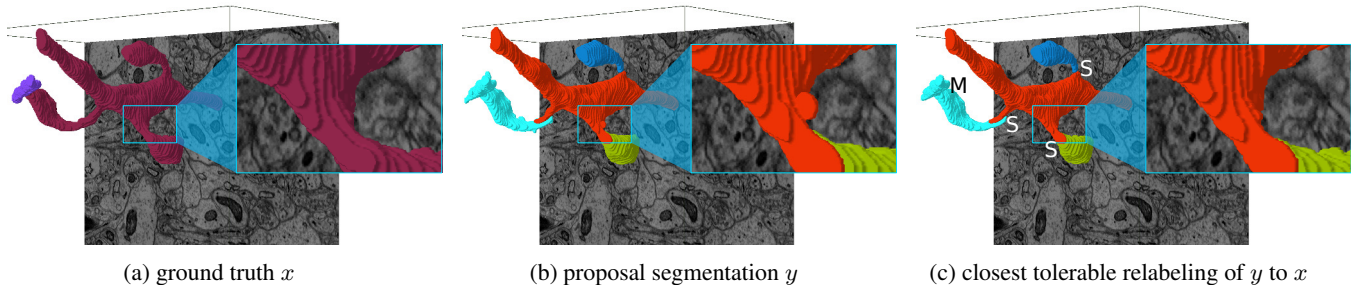 M
S
S
S
(a) ground truth x
(b) proposal segmentation y
(c) closest tolerable relabeling of y to x